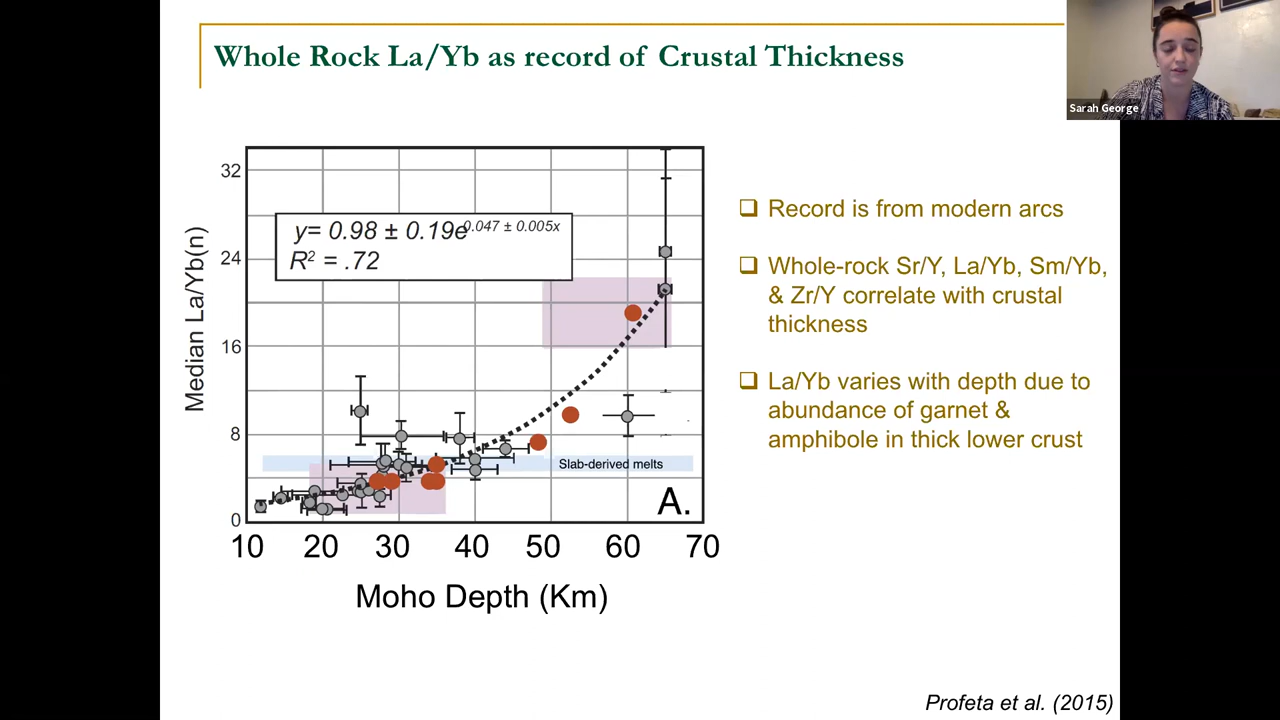 Whole Rock La/Yb as record of Crustal Thickness
Sarah George
Median La/Yb(n)
32
24
16
8
0
y= 0.98 ± 0.19e0.047 ± 0.005x
R² = .72
Slab-derived melts
A.
10 20 30 40 50 60 70
Moho Depth (Km)
❑ Record is from modern arcs
❑ Whole-rock Sr/Y, La/Yb, Sm/Yb,
& Zr/Y correlate with crustal
thickness
❑ La/Yb varies with depth due to
abundance of garnet &
amphibole in thick lower crust
Profeta et al. (2015)